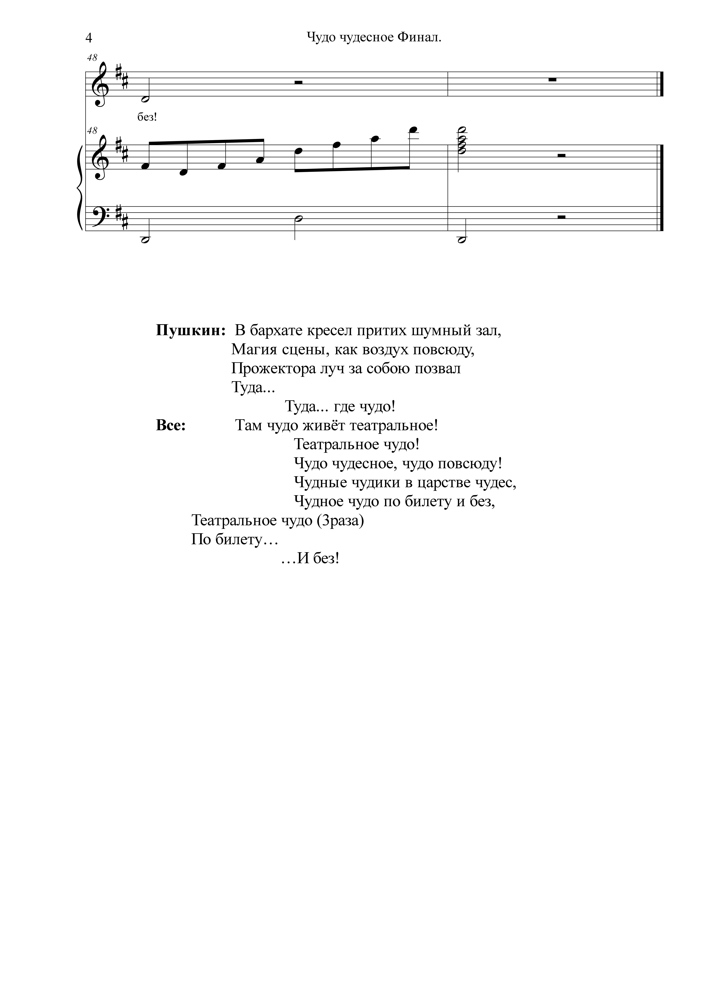 4
Чудо чудесное Финал.
48
без!
48
Пушкин: В бархате кресел притих шумный зал,
Магия сцены, как воздух повсюду,
Прожектора луч за собою позвал
Туда...
Туда... где чудо!
Все: Там чудо живёт театральное!
Театральное чудо!
Чудо чудесное, чудо повсюду!
Чудные чудики в царстве чудес,
Чудное чудо по билету и без,
Театральное чудо (3раза)
По билету…
…И без!